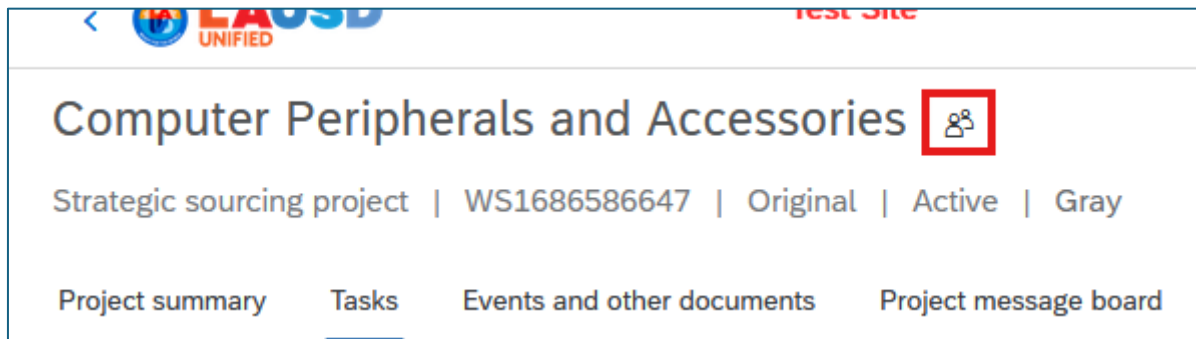 LAUSD
UNIFIED
Test Site
Computer Peripherals and Accessories
Strategic sourcing project | WS1686586647 | Original | Active | Gray
Project summary Tasks Events and other documents Project message board